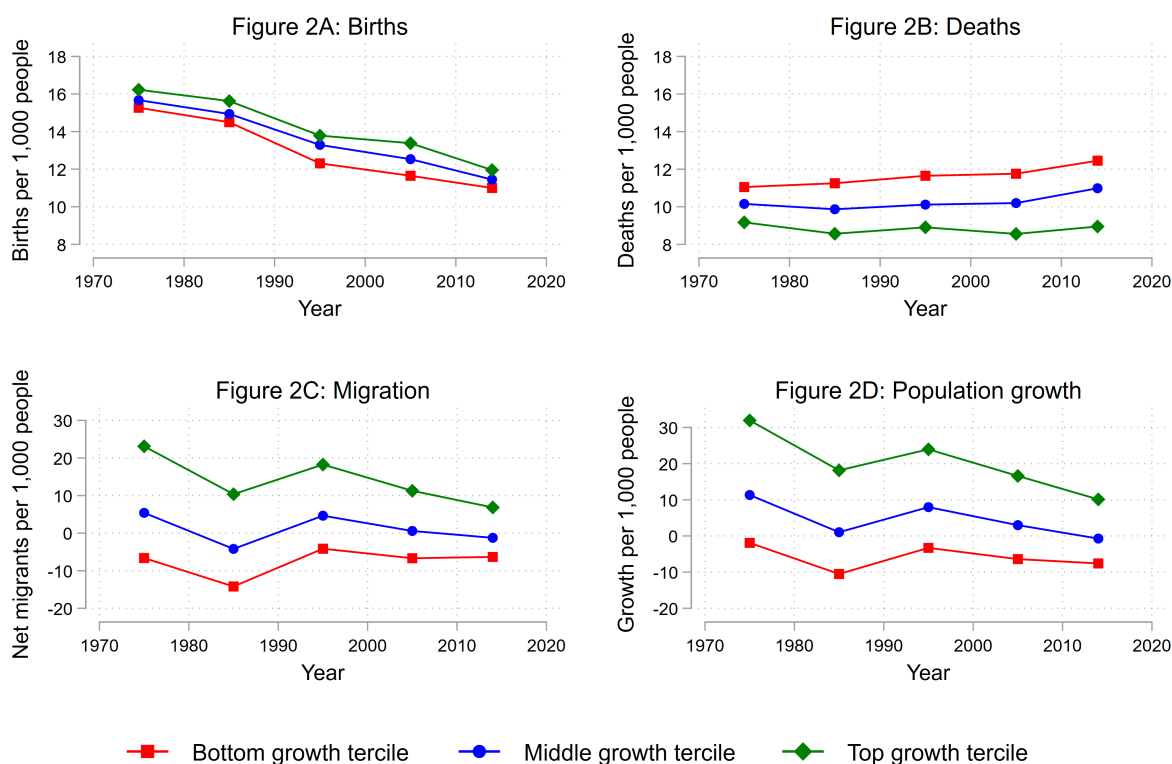 Figure 2A: Births
Births per 1,000 people
18
16
14
12
10
8
1970 1980 1990 2000 2010 2020
Year
Figure 2B: Deaths
Deaths per 1,000 people
18
16
14
12
10
8
1970 1980 1990 2000 2010 2020
Year
Figure 2C: Migration
Net migrants per 1,000 people
30
20
10
0
-10
-20
1970 1980 1990 2000 2010 2020
Year
Figure 2D: Population growth
Growth per 1,000 people
30
20
10
0
-10
-20
1970 1980 1990 2000 2010 2020
Year
Bottom growth tercile Middle growth tercile Top growth tercile